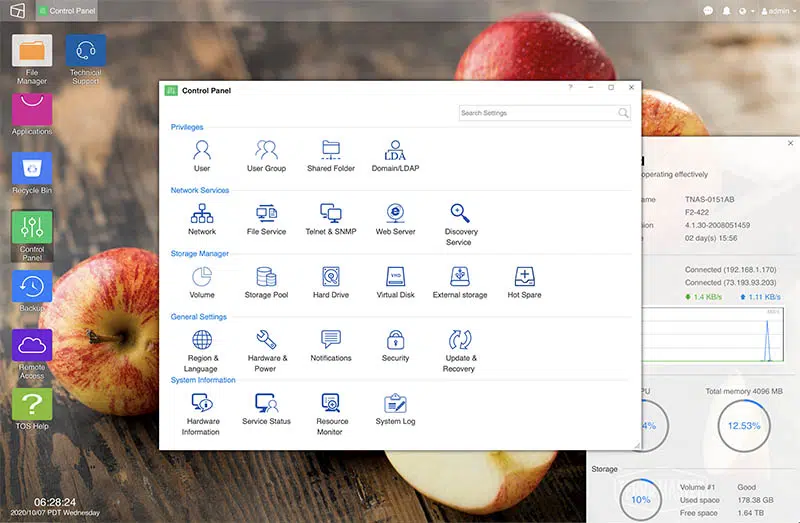 Control Panel
admin
File
Manager
Technical
Support
Applications
Recycle Bin
Control
Panel
Backup
Remote
Access
TOS Help
06:28:24
2020/10/07 PDT Wednesday
Control Panel
?
Search Settings
Privileges
User
User Group
Shared Folder
LDA
Domain/LDAP
Network Services
Network
File Service
Telnet & SNMP
Web Server
Discovery
Service
Storage Manager
Volume
Storage Pool
Hard Drive
VHD
Virtual Disk
External storage
Hot Spare
General Settings
Region &
Language
Hardware &
Power
Notifications
Security
Update &
Recovery
System Information
Hardware
Information
Service Status
Resource
Monitor
System Log
operating effectively
TNAS-0151AB
F2-422
4.1.30-2008051459
02 day(s) 15:56
Connected (192.168.1.170)
Connected (73.193.93.203)
1.4 KB/s 1.11 KB/s
Total memory 4096 MB
4% 12.53%
Storage
10%
Volume #1 Good
Used space 178.38 GB
Free space 1.64 TB